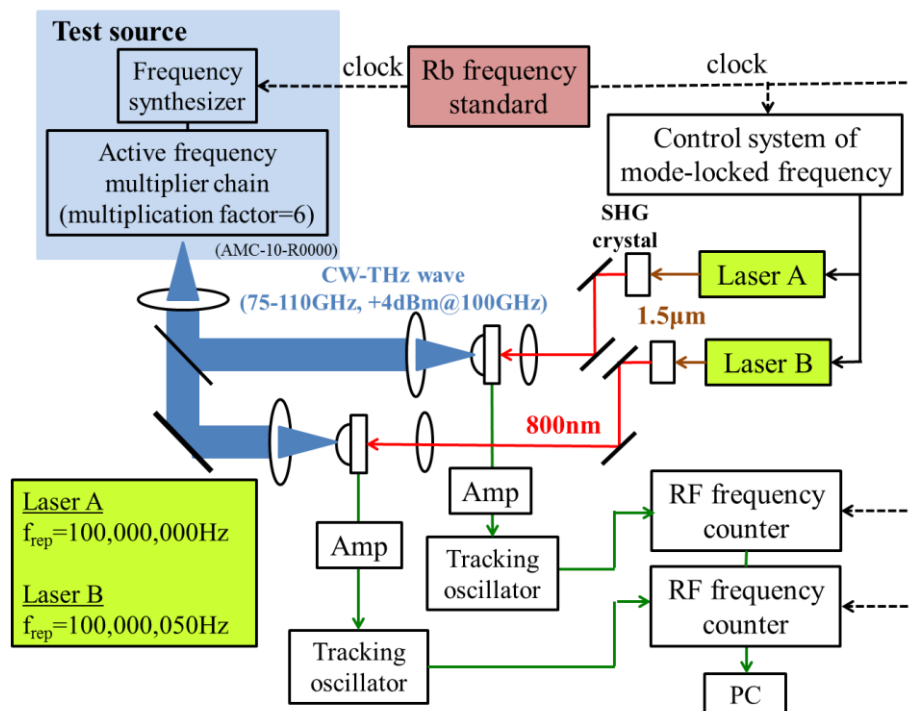 Test source
Frequency
synthesizer
clock
Rb frequency
standard
clock
Control system of
mode-locked frequency
Active frequency
multiplier chain
(multiplication factor=6)
(AMC-10-R0000)
SHG
crystal
CW-THz wave
(75-110GHz, +4dBm@100GHz)
Laser A
1.5μm
Laser B
800nm
Amp
Amp
Tracking
oscillator
Tracking
oscillator
RF frequency
counter
RF frequency
counter
PC
Laser A
frep=100,000,000Hz
Laser B
frep=100,000,050Hz